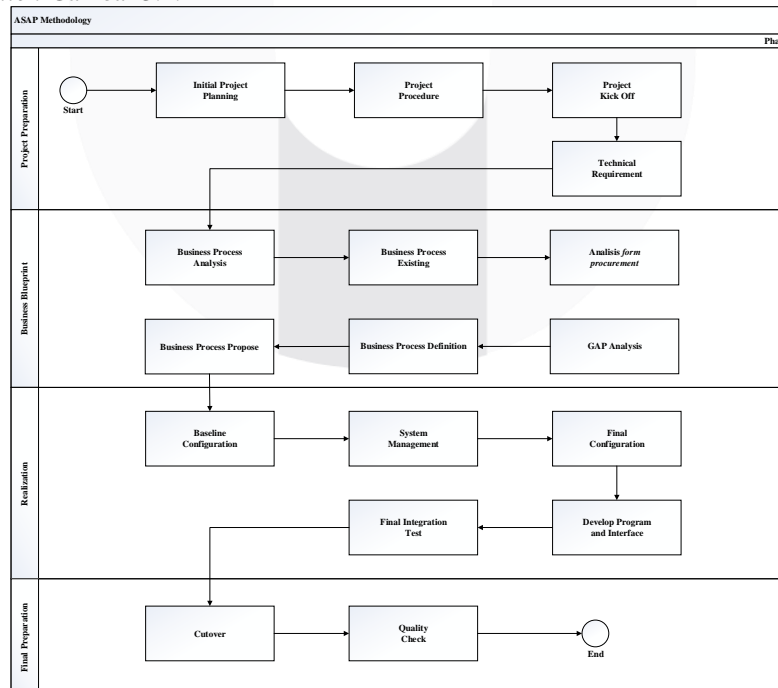 ASAP Methodology
Pha
Project Preparation
Start
Initial Project
Planning
Project
Procedure
Project
Kick Off
Technical
Requirement
Business Blueprint
Business Process
Analysis
Business Process
Existing
Analisis form
procurement
Business Process Propose
Business Process Definition
GAP Analysis
Realization
Baseline
Configuration
System
Management
Final
Configuration
Final Integration
Test
Develop Program
and Interface
Final Preparation
Cutover
Quality
Check
End